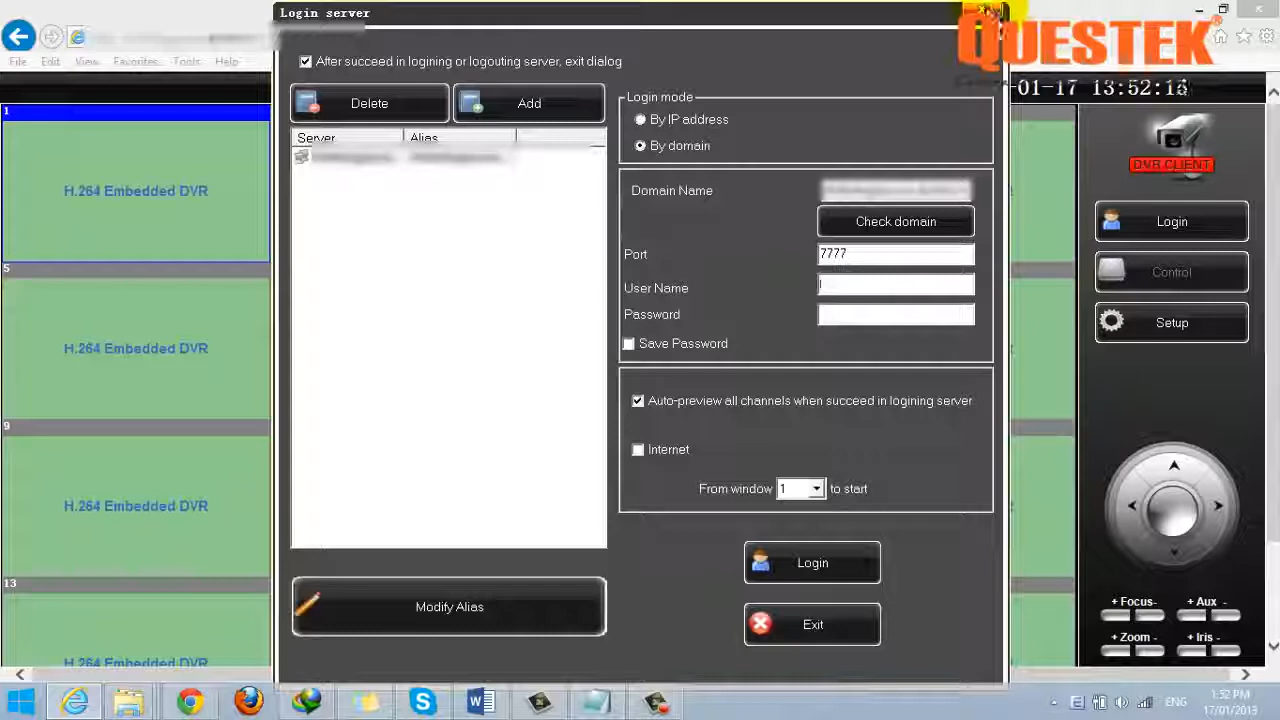 Login server
QUESTEK®
File Edit View Favorites Tools Help
After succeed in logining or logouting server, exit dialog
Delete
Add
Server Alias
Login mode
By IP address
By domain
Domain Name
Check domain
Port 7777
User Name
Password
Save Password
Auto-preview all channels when succeed in logining server
Internet
From window 1 to start
Login
Exit
Modify Alias
1
H.264 Embedded DVR
5
H.264 Embedded DVR
9
H.264 Embedded DVR
13
H.264 Embedded DVR
-01-17 13:52:15
DVR CLIENT
Login
Control
Setup
+ Focus- + Aux -
+ Zoom - + Iris -
W
ENG
1:52 PM
17/01/2013